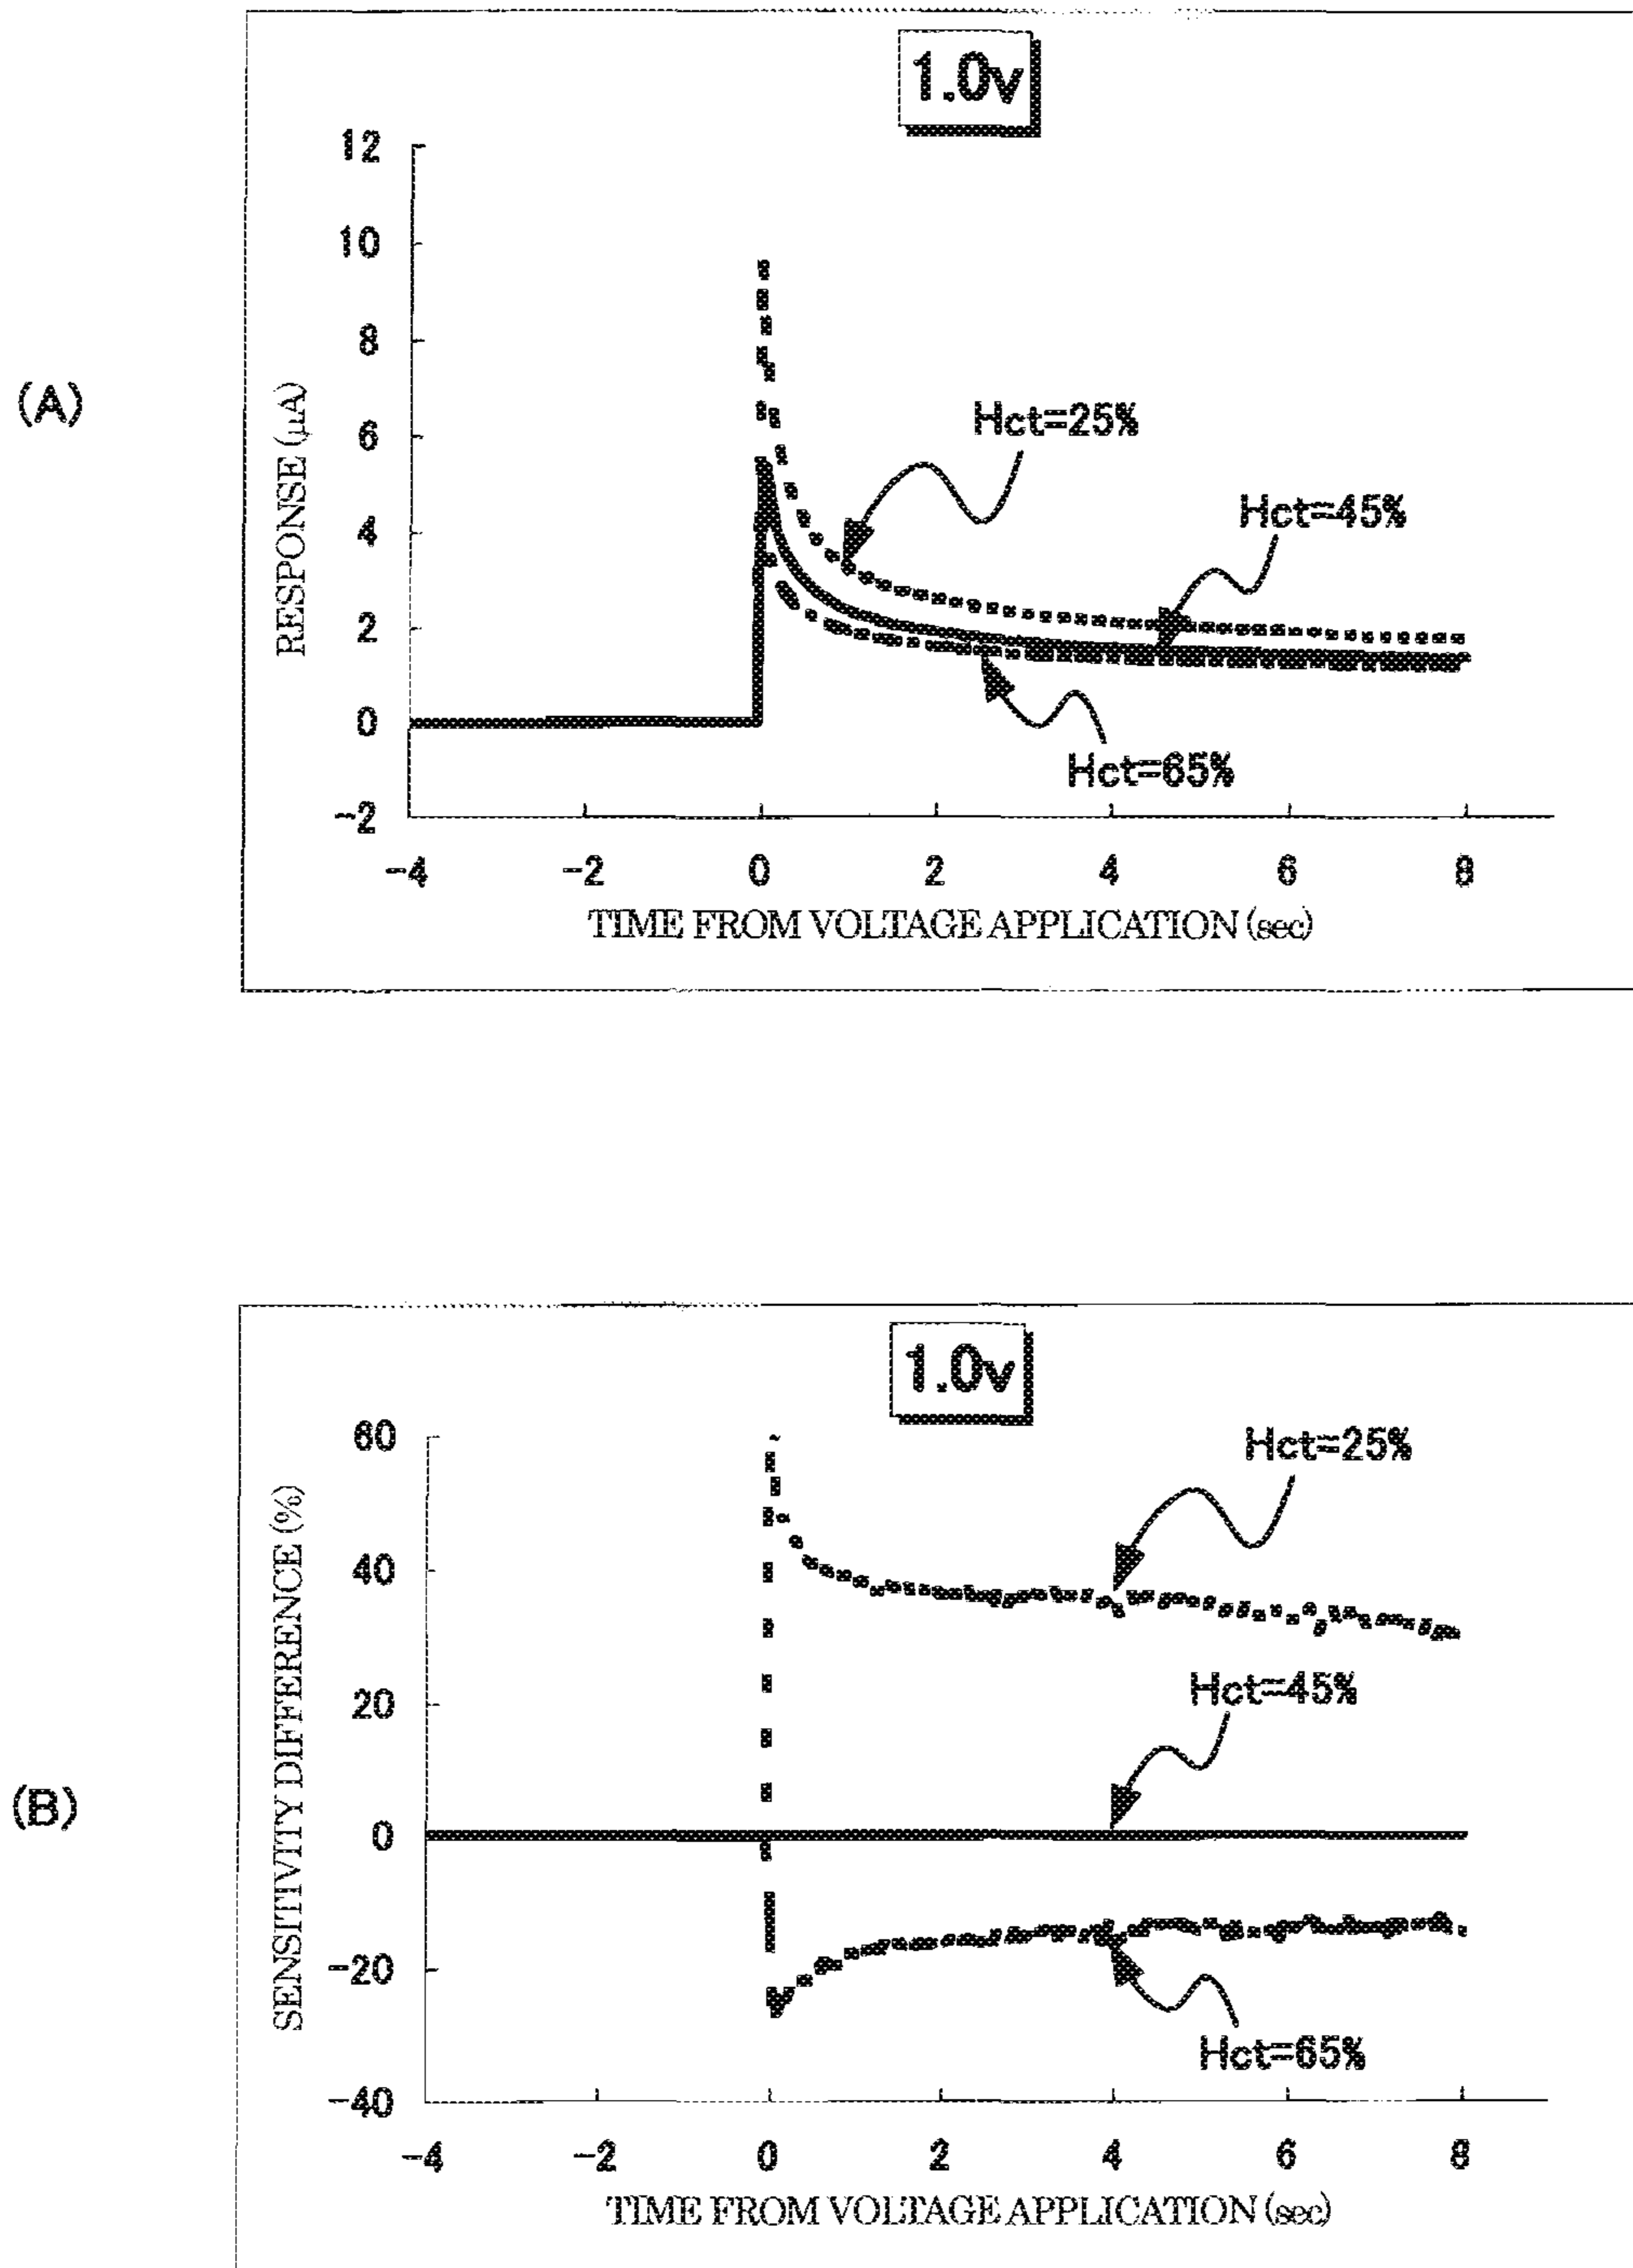 (A)
1.0v
RESPONSE (μA)
12
10
8
6
4
2
0
-2
Hct=25%
Hct=45%
Hct=65%
-4 -2 0 2 4 6 8
TIME FROM VOLTAGE APPLICATION (sec)
(B)
1.0v
SENSITIVITY DIFFERENCE (%)
60
40
20
0
-20
-40
Hct=25%
Hct=45%
Hct=65%
-4 -2 0 2 4 6 8
TIME FROM VOLTAGE APPLICATION (sec)